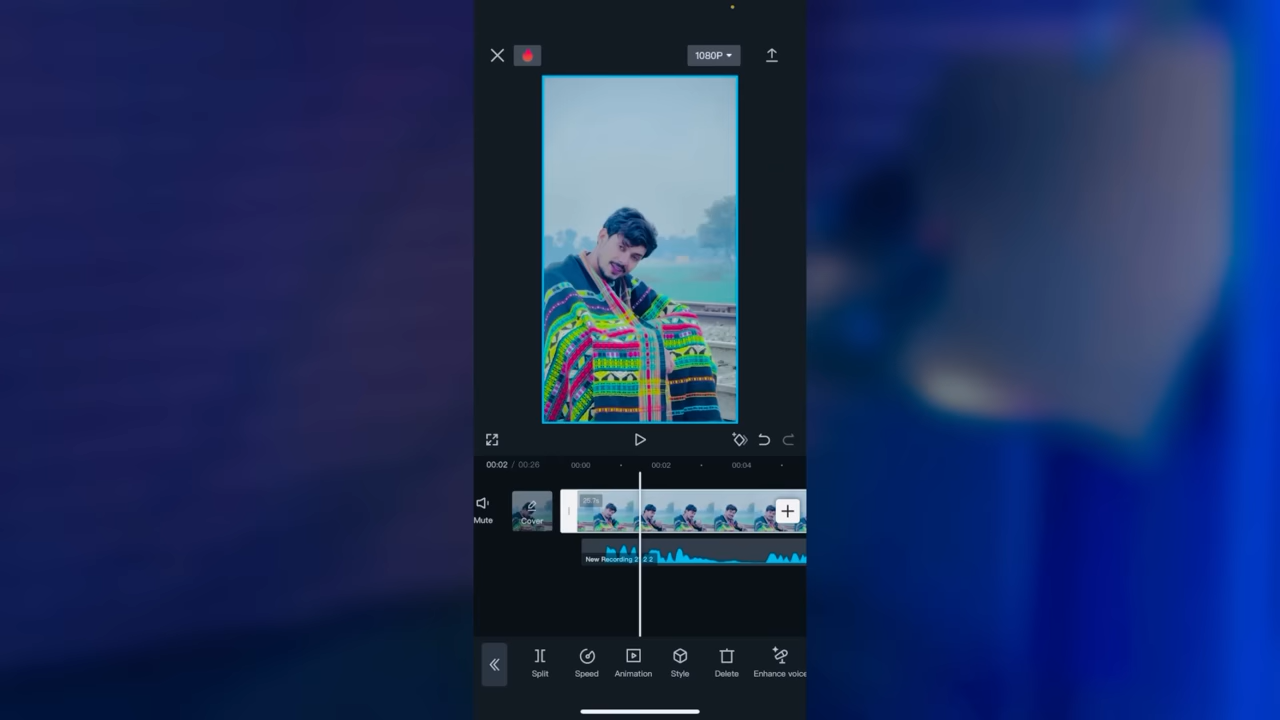 1080P
00:02 / 00:26
00:00
00:02
00:04
Mute
Cover
New Recording
Split
Speed
Animation
Style
Delete
Enhance voice